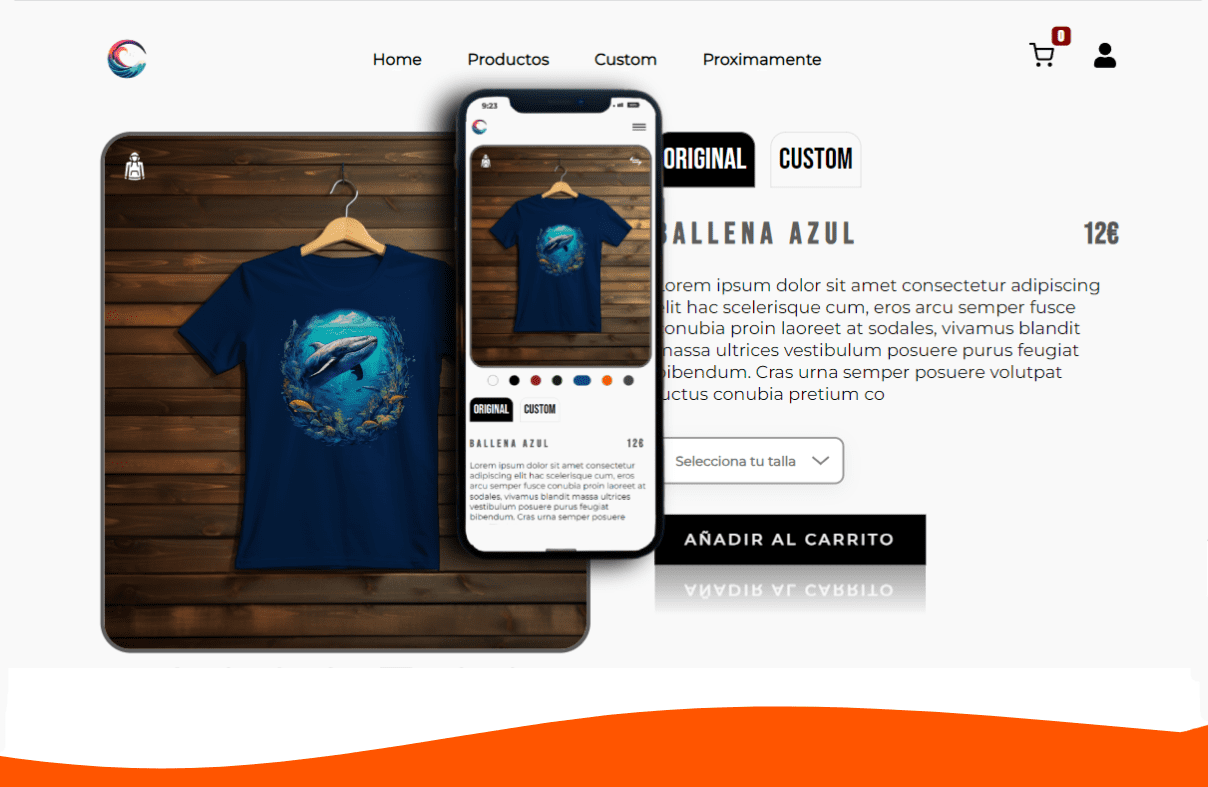 Home Productos Custom Proximamente
0
ORIGINAL CUSTOM
BALLENA AZUL 12€
Lorem ipsum dolor sit amet consectetur adipiscing
elit hac scelerisque cum, eros arcu semper fusce
conubia proin laoreet at sodales, vivamus blandit
massa ultrices vestibulum posuere purus feugiat
bibendum. Cras urna semper posuere volutpat
luctus conubia pretium co
Selecciona tu talla
AÑADIR AL CARRITO
AÑADIR AL CARRITO
9:23
ORIGINAL CUSTOM
BALLENA AZUL 12€
Lorem ipsum dolor sit amet consectetur
adipiscing elit hac scelerisque cum, eros
arcu semper fusce conubia proin laoreet at
sodales, vivamus blandit massa ultrices
vestibulum posuere purus feugiat
bibendum. Cras urna semper posuere